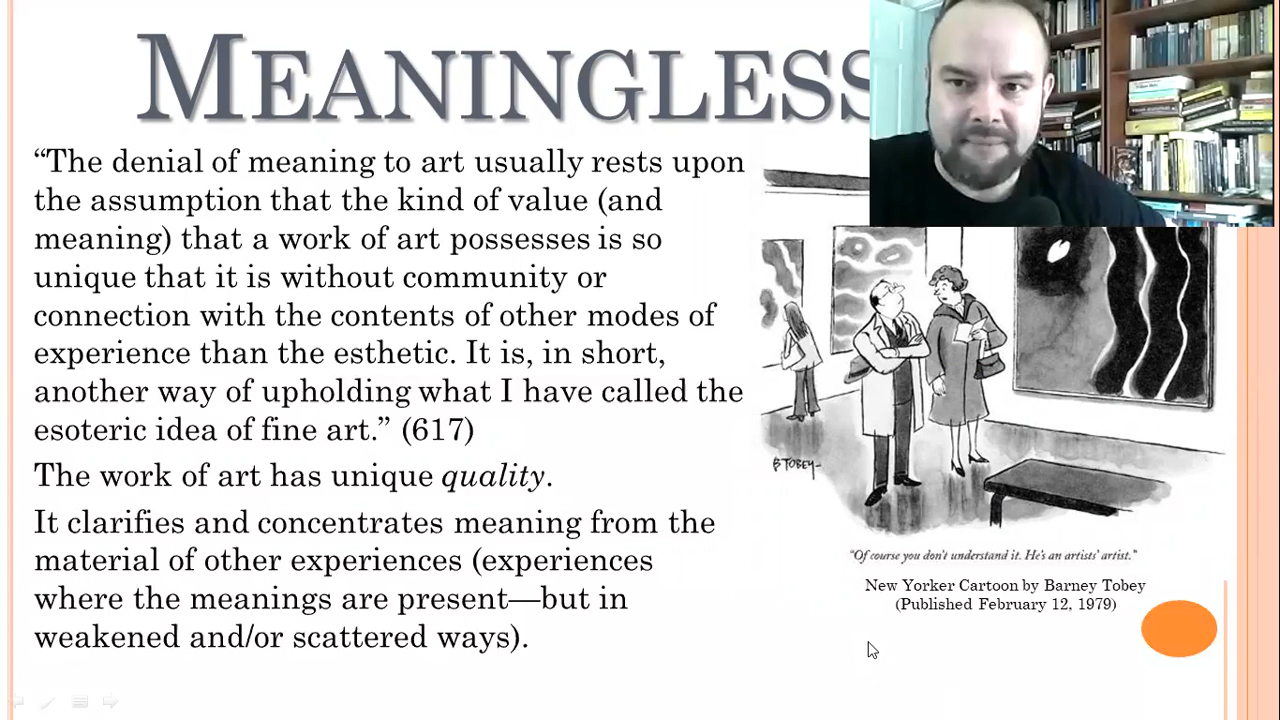 MEANINGLESS
“The denial of meaning to art usually rests upon
the assumption that the kind of value (and
meaning) that a work of art possesses is so
unique that it is without community or
connection with the contents of other modes of
experience than the esthetic. It is, in short,
another way of upholding what I have called the
esoteric idea of fine art.” (617)
The work of art has unique quality.
It clarifies and concentrates meaning from the
material of other experiences (experiences
where the meanings are present—but in
weakened and/or scattered ways).
B TOBEY-
“Of course you don't understand it. He's an artists' artist.”
New Yorker Cartoon by Barney Tobey
(Published February 12, 1979)